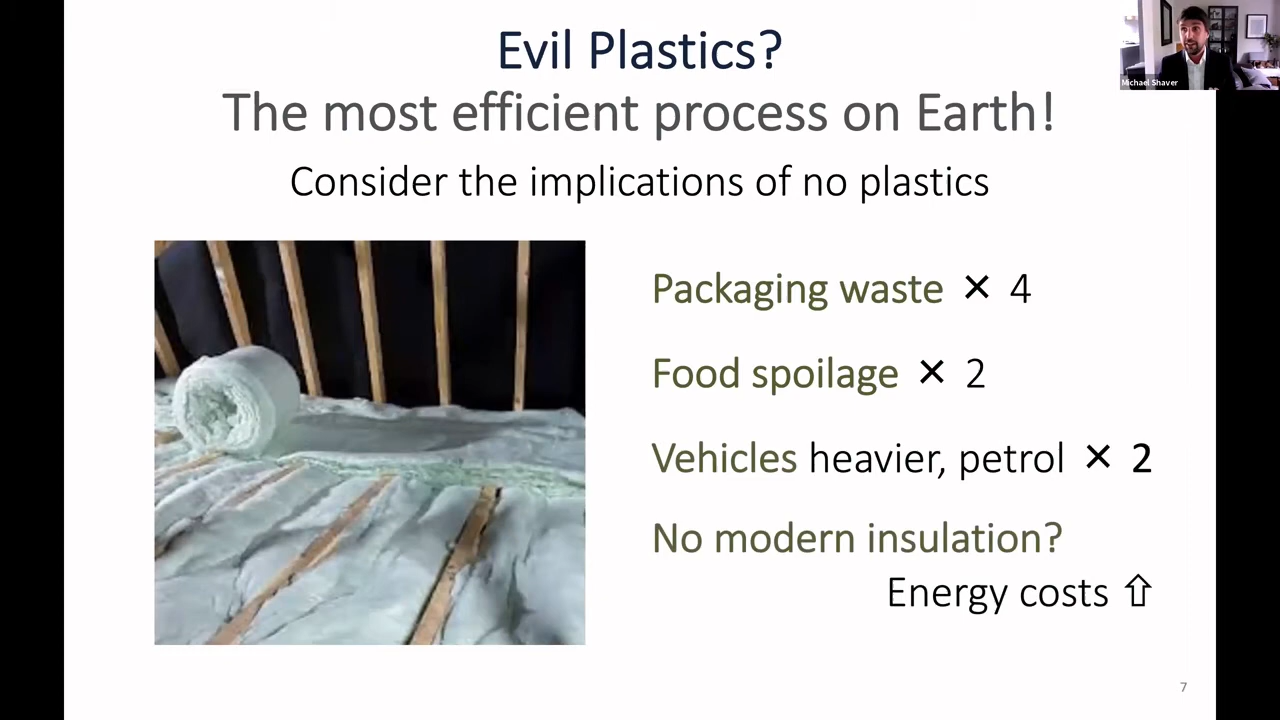 Evil Plastics?
The most efficient process on Earth!
Consider the implications of no plastics
Packaging waste × 4
Food spoilage × 2
Vehicles heavier, petrol × 2
No modern insulation?
Energy costs ⇧
7
Michael Shaver